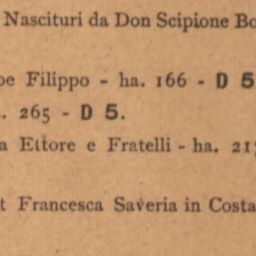 Nascituri da Don Scipione Bo
pe Filippo - ha. 166 - D 5
. 265 - D 5.
a Ettore e Fratelli - ha. 21
t Francesca Saveria in Costa